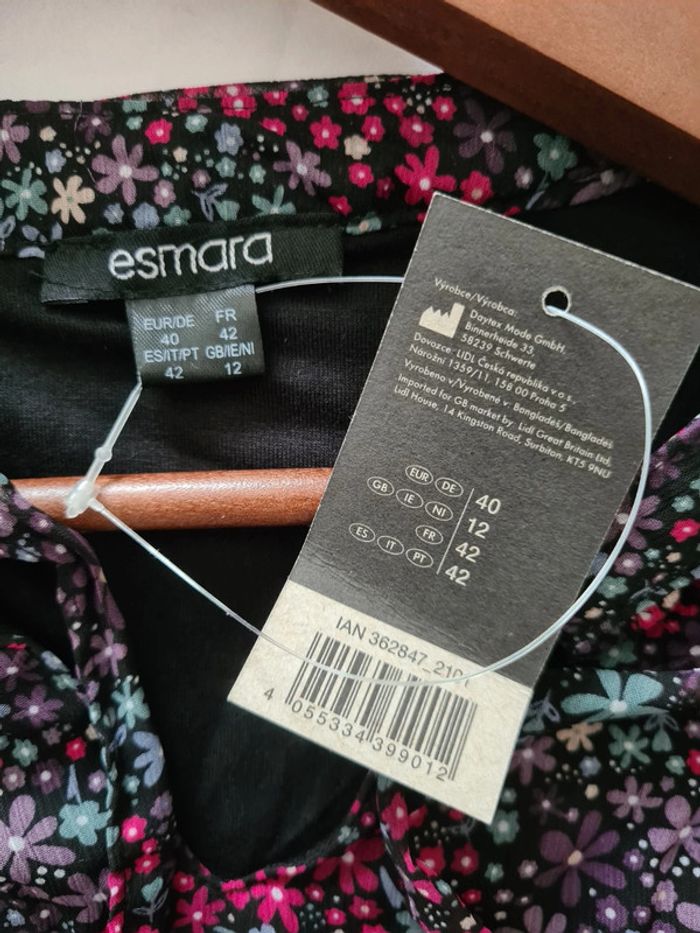 esmara
EUR/DE FR
40 42
ES/IT/PT GB/IE/NI
42 12
Výrobce/Výrobca:
Daytex Mode GmbH,
Binnerheide 33,
58239 Schwerte
Dovozce: LIDL Česká republika v.o.s.,
Nárožní 1359/11, 158 00 Praha 5
Vyrobeno v/Vyrobené v: Bangladéš/Bangladéš
Imported for GB market by: Lidl Great Britain Ltd,
Lidl House, 14 Kingston Road, Surbiton, KT5 9NU
EUR DE 40
GB IE NI 12
FR 42
ES IT PT 42
IAN 362847_2101
4 055334 399012